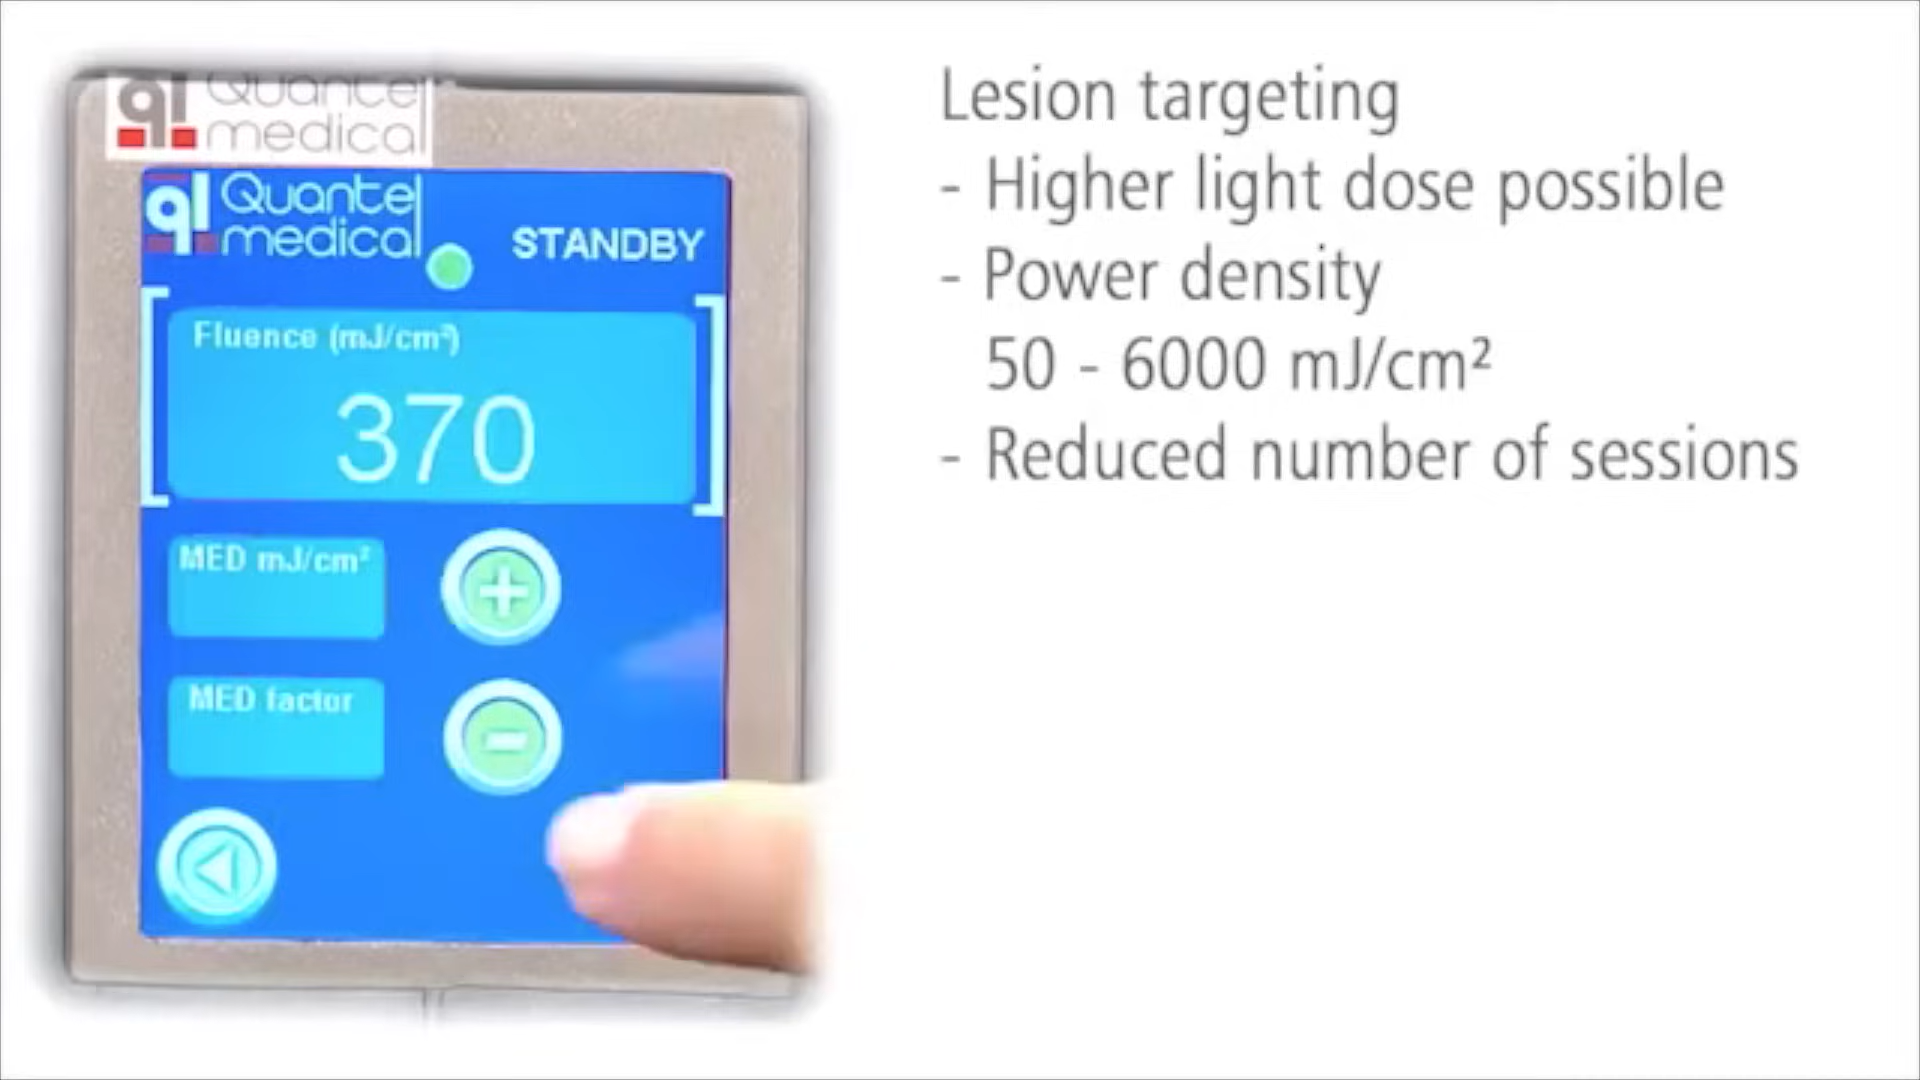 Quantel
medical
Quantel
medical
STANDBY
Fluence (mJ/cm²)
370
MED mJ/cm²
MED factor
Lesion targeting
- Higher light dose possible
- Power density
50 - 6000 mJ/cm²
- Reduced number of sessions